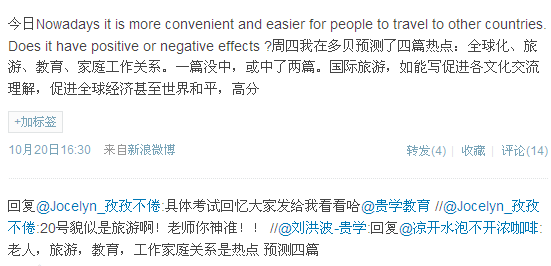 今日Nowadays it is more convenient and easier for people to travel to other countries.
Does it have positive or negative effects ?周四我在多贝预测了四篇热点：全球化、旅
游、教育、家庭工作关系。一篇没中，或中了两篇。国际旅游，如能写促进各文化交流
理解，促进全球经济甚至世界和平，高分
+加标签
10月20日16:30 来自新浪微博 转发(4) | 收藏 | 评论(14)
回复@Jocelyn_孜孜不倦:具体考试回忆大家发给我看看哈@贵学教育 //@Jocelyn_孜孜
不倦:20号貌似是旅游啊！老师你神准！！ //@刘洪波-贵学:回复@凉开水泡不开浓咖啡:
老人，旅游，教育，工作家庭关系是热点 预测四篇